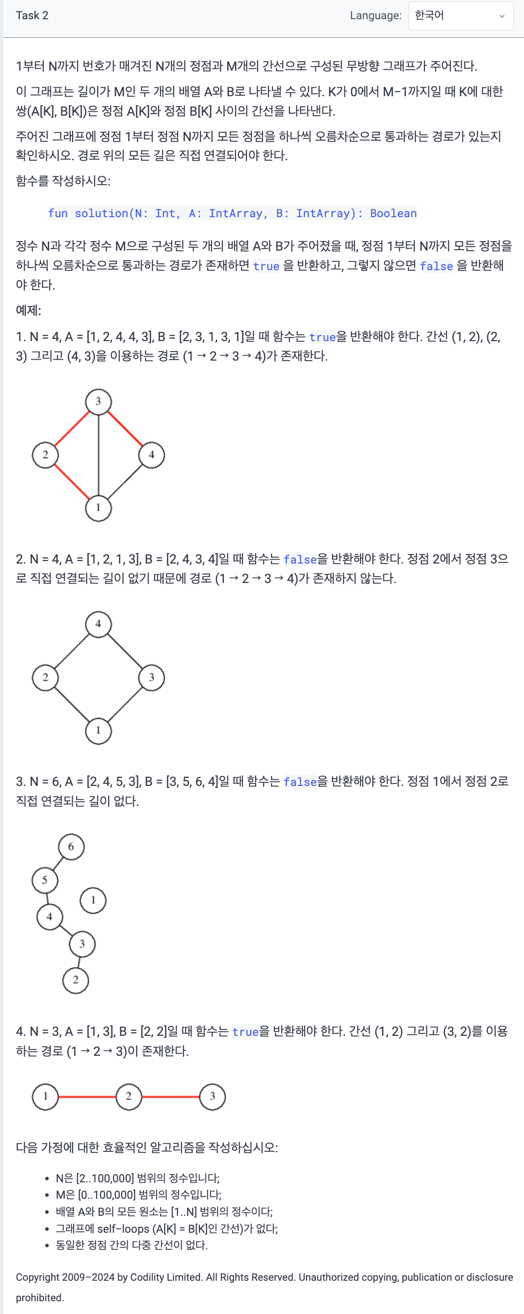 Task 2
Language: 한국어
1부터 N까지 번호가 매겨진 N개의 정점과 M개의 간선으로 구성된 무방향 그래프가 주어진다.
이 그래프는 길이가 M인 두 개의 배열 A와 B로 나타낼 수 있다. K가 0에서 M−1까지일 때 K에 대한
쌍(A[K], B[K])은 정점 A[K]와 정점 B[K] 사이의 간선을 나타낸다.
주어진 그래프에 정점 1부터 정점 N까지 모든 정점을 하나씩 오름차순으로 통과하는 경로가 있는지
확인하시오. 경로 위의 모든 길은 직접 연결되어야 한다.
함수를 작성하시오:
fun solution(N: Int, A: IntArray, B: IntArray): Boolean
정수 N과 각각 정수 M으로 구성된 두 개의 배열 A와 B가 주어졌을 때, 정점 1부터 N까지 모든 정점을
하나씩 오름차순으로 통과하는 경로가 존재하면 true 을 반환하고, 그렇지 않으면 false 을 반환해
야 한다.
예제:
1. N = 4, A = [1, 2, 4, 4, 3], B = [2, 3, 1, 3, 1]일 때 함수는 true을 반환해야 한다. 간선 (1, 2), (2,
3) 그리고 (4, 3)을 이용하는 경로 (1 → 2 → 3 → 4)가 존재한다.
3
2
4
1
2. N = 4, A = [1, 2, 1, 3], B = [2, 4, 3, 4]일 때 함수는 false을 반환해야 한다. 정점 2에서 정점 3으
로 직접 연결되는 길이 없기 때문에 경로 (1 → 2 → 3 → 4)가 존재하지 않는다.
4
2
3
1
3. N = 6, A = [2, 4, 5, 3], B = [3, 5, 6, 4]일 때 함수는 false을 반환해야 한다. 정점 1에서 정점 2로
직접 연결되는 길이 없다.
6
5
1
4
3
2
4. N = 3, A = [1, 3], B = [2, 2]일 때 함수는 true을 반환해야 한다. 간선 (1, 2) 그리고 (3, 2)를 이용
하는 경로 (1 → 2 → 3)이 존재한다.
1 2 3
다음 가정에 대한 효율적인 알고리즘을 작성하십시오:
• N은 [2..100,000] 범위의 정수입니다;
• M은 [0..100,000] 범위의 정수입니다;
• 배열 A와 B의 모든 원소는 [1..N] 범위의 정수이다;
• 그래프에 self-loops (A[K] = B[K]인 간선)가 없다;
• 동일한 정점 간의 다중 간선이 없다.
Copyright 2009–2024 by Codility Limited. All Rights Reserved. Unauthorized copying, publication or disclosure
prohibited.